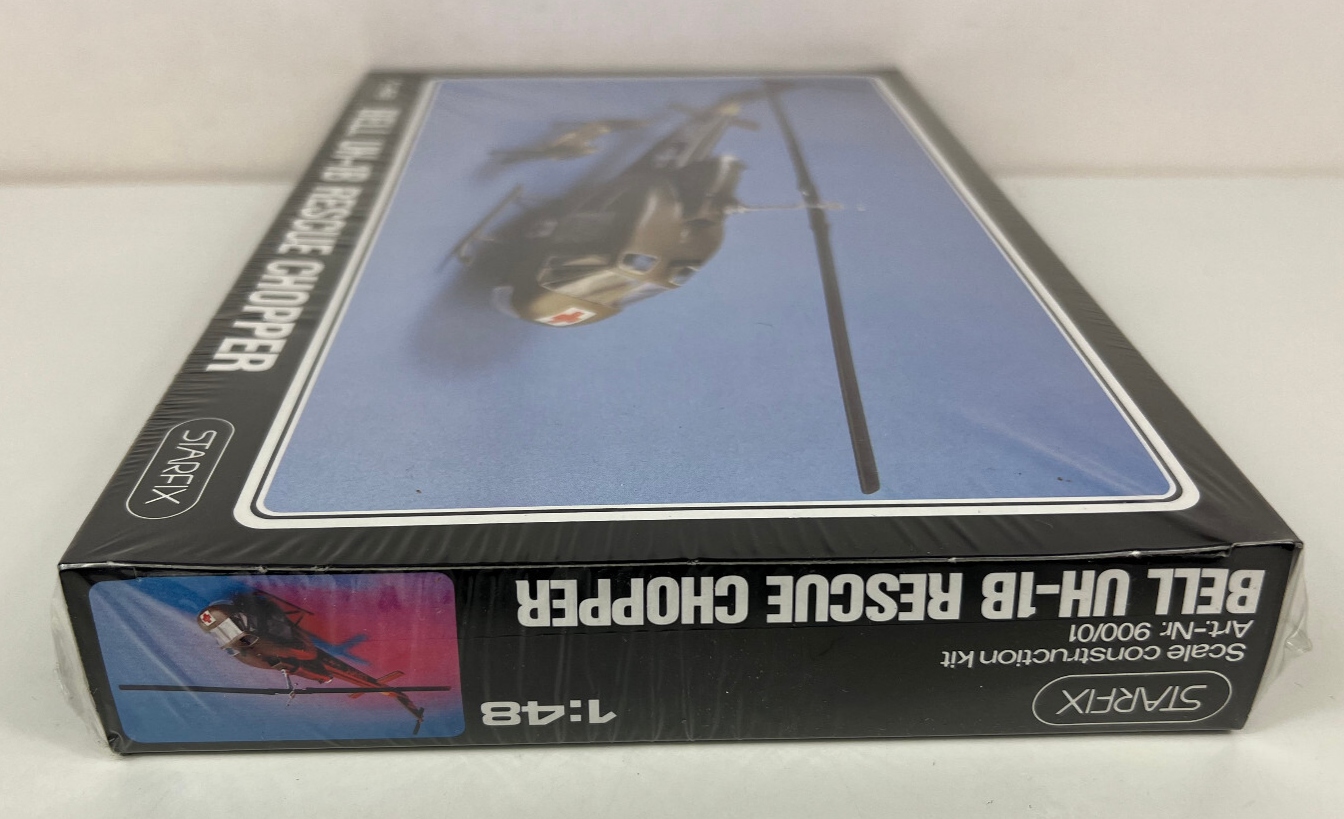 BELL UH-1B RESCUE CHOPPER
STARFIX
STARFIX
Scale construction kit
Art.-Nr. 900/01
BELL UH-1B RESCUE CHOPPER
1:48